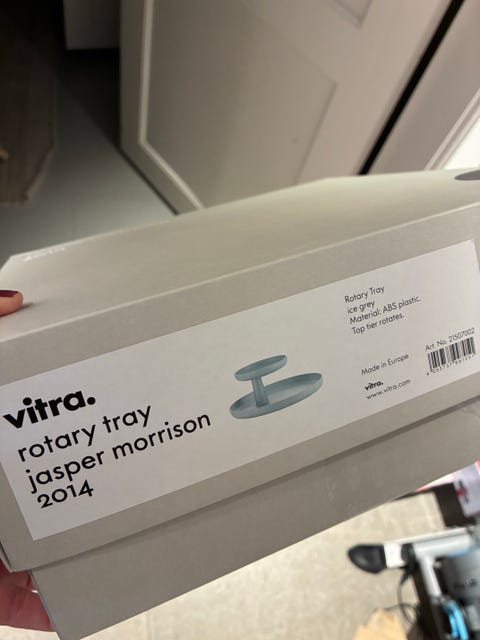 vitra.
rotary tray
jasper morrison
2014
Rotary Tray
ice grey
Material: ABS plastic.
Top tier rotates.
Made in Europe
vitra.
www.vitra.com
Art. No. 21507002